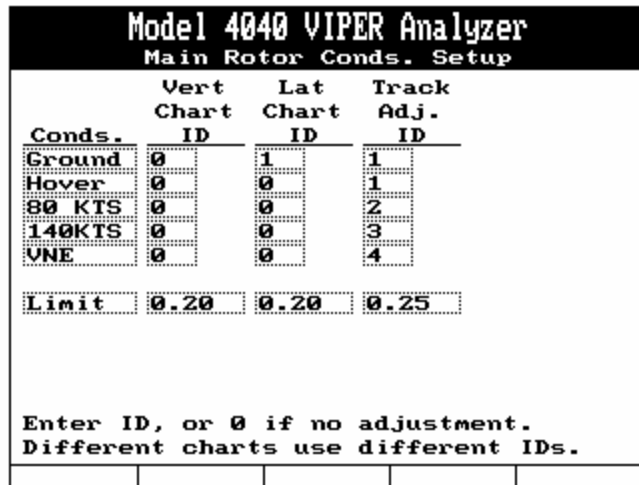 Model 4040 VIPER Analyzer
Main Rotor Conds. Setup
Vert Lat Track
Chart Chart Adj.
Conds. ID ID ID
Ground 0 1 1
Hover 0 0 1
80 KTS 0 0 2
140KTS 0 0 3
VNE 0 0 4
Limit 0.20 0.20 0.25
Enter ID, or 0 if no adjustment.
Different charts use different IDs.